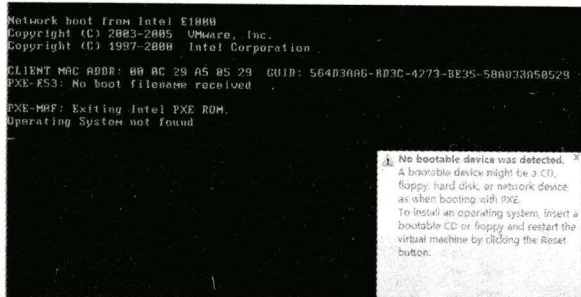 Network boot from Intel E1000
Copyright (C) 2003-2005  VMware, Inc.
Copyright (C) 1997-2000  Intel Corporation
CLIENT MAC ADDR: 00 0C 29 A5 05 29  GUID: 564D3AA6-BD3C-4273-BE35-58A033A50529
PXE-E53: No boot filename received
PXE-M0F: Exiting Intel PXE ROM.
Operating System not found
No bootable device was detected.
A bootable device might be a CD,
floppy, hard disk, or network device
as when booting with PXE.
To install an operating system, insert a
bootable CD or floppy and restart the
virtual machine by clicking the Reset
button.